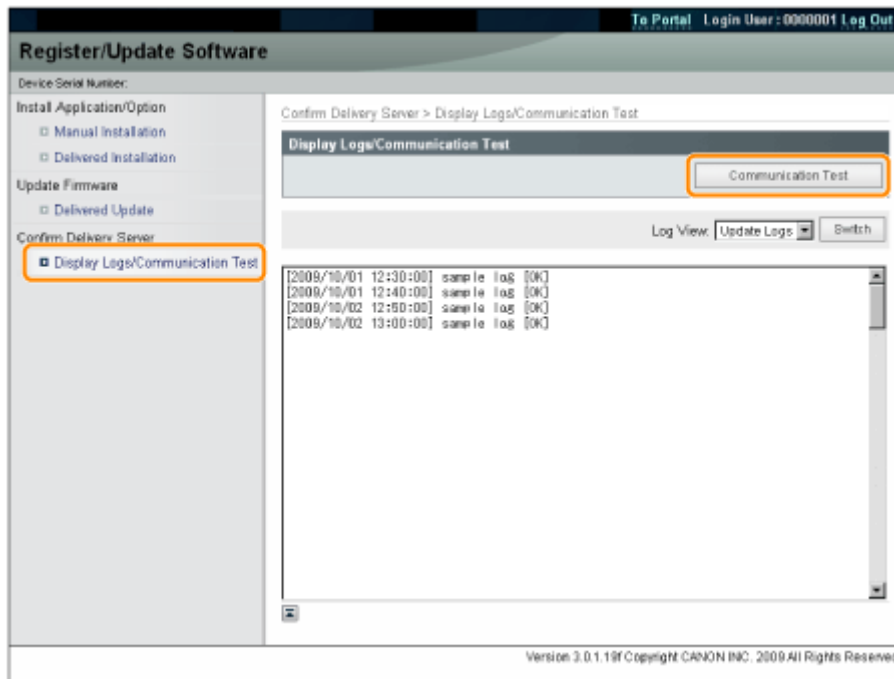 To Portal Login User : 0000001 Log Out
Register/Update Software
Device Serial Number:
Install Application/Option
Manual Installation
Delivered Installation
Update Firmware
Delivered Update
Confirm Delivery Server
Display Logs/Communication Test
Confirm Delivery Server > Display Logs/Communication Test
Display Logs/Communication Test
Communication Test
Log View: Update Logs Switch
[2009/10/01 12:30:00] sample log [OK]
[2009/10/01 12:40:00] sample log [OK]
[2009/10/02 12:50:00] sample log [OK]
[2009/10/02 13:00:00] sample log [OK]
Version 3.0.1.19f Copyright CANON INC. 2009 All Rights Reserve